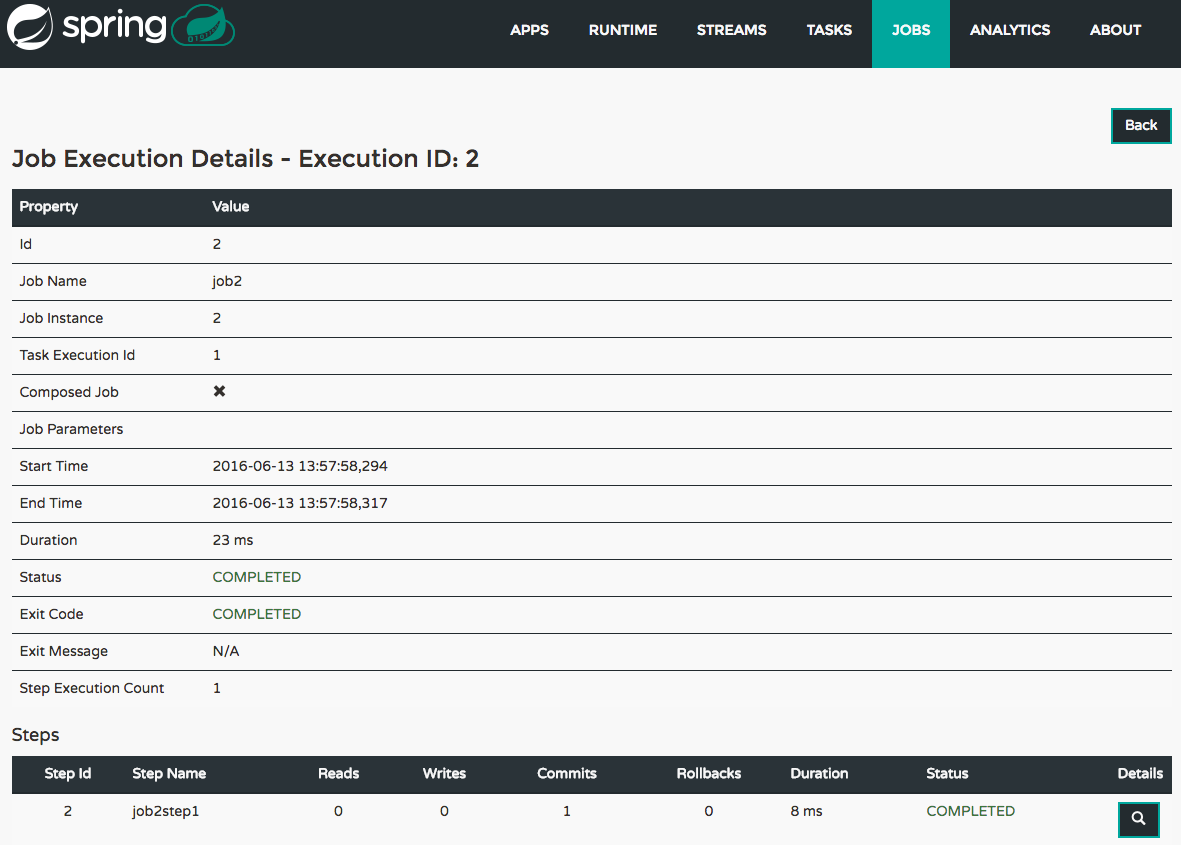 spring
APPS RUNTIME STREAMS TASKS JOBS ANALYTICS ABOUT
Back
Job Execution Details - Execution ID: 2
Property Value
Id 2
Job Name job2
Job Instance 2
Task Execution Id 1
Composed Job ✖
Job Parameters
Start Time 2016-06-13 13:57:58,294
End Time 2016-06-13 13:57:58,317
Duration 23 ms
Status COMPLETED
Exit Code COMPLETED
Exit Message N/A
Step Execution Count 1
Steps
Step Id Step Name Reads Writes Commits Rollbacks Duration Status Details
2 job2step1 0 0 1 0 8 ms COMPLETED